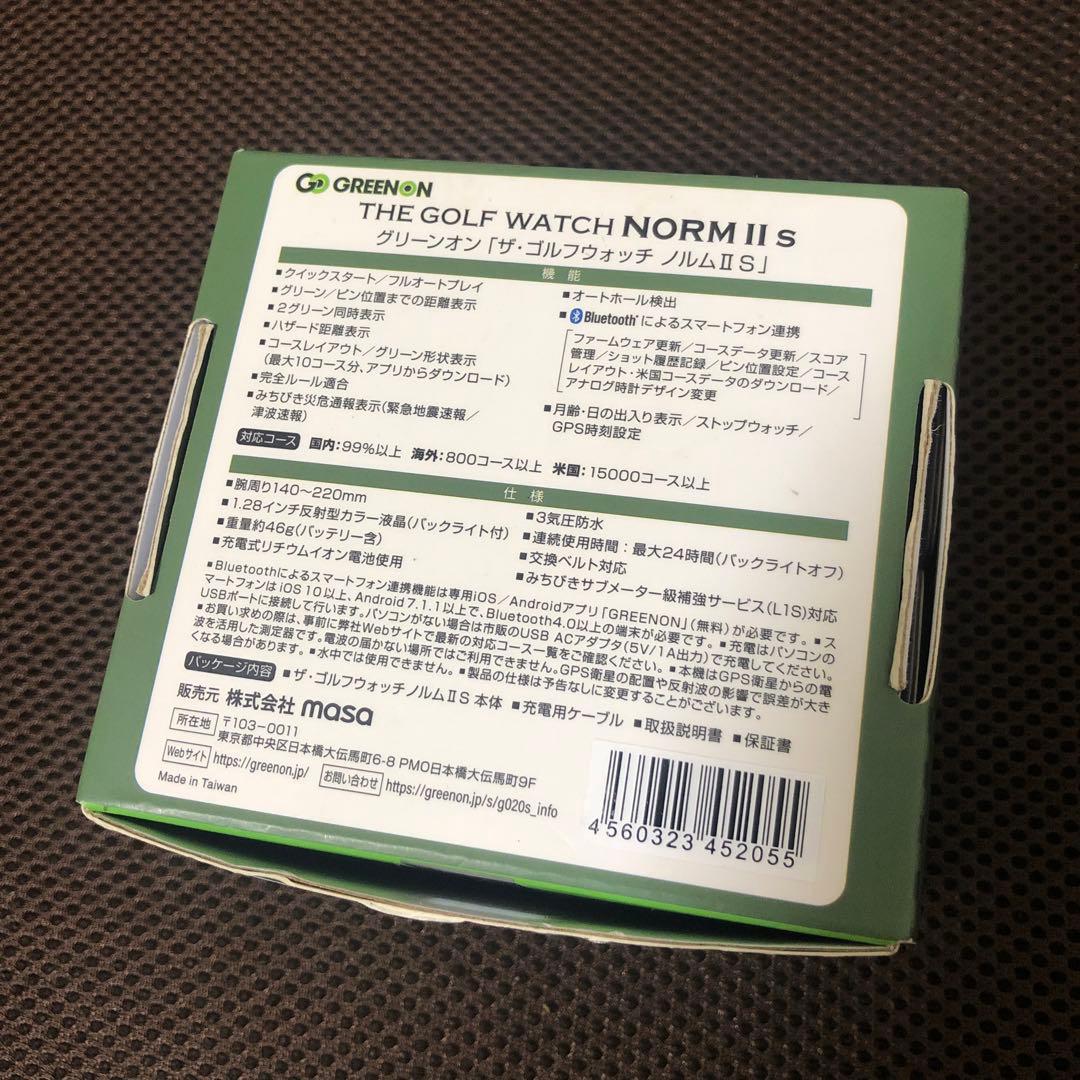 GREENON
THE GOLF WATCH NORM II S
グリーンオン「ザ・ゴルフウォッチ ノルムII S」
機能
■クイックスタート/フルオートプレイ
■グリーン/ピン位置までの距離表示
■2グリーン同時表示
■ハザード距離表示
■コースレイアウト/グリーン形状表示
(最大10コース分、アプリからダウンロード)
■完全ルール適合
■みちびき災危通報表示(緊急地震速報/
津波速報)
■オートホール検出
■Bluetooth®によるスマートフォン連携
ファームウェア更新/コースデータ更新/スコア
管理/ショット履歴記録/ピン位置設定/コース
レイアウト・米国コースデータのダウンロード/
アナログ時計デザイン変更
■月齢・日の出入り表示/ストップウォッチ/
GPS時刻設定
対応コース 国内:99%以上 海外:800コース以上 米国:15000コース以上
仕様
■腕周り140〜220mm
■1.28インチ反射型カラー液晶(バックライト付)
■重量約46g(バッテリー含)
■充電式リチウムイオン電池使用
■3気圧防水
■連続使用時間:最大24時間(バックライトオフ)
■交換ベルト対応
■みちびきサブメーター級補強サービス(L1S)対応
■Bluetoothによるスマートフォン連携機能は専用iOS/Androidアプリ「GREENON」(無料)が必要です。■ス
マートフォンは iOS 10以上、Android 7.1.1以上で、Bluetooth4.0以上の端末が必要です。■充電はパソコンの
USBポートに接続して行います。パソコンがない場合は市販のUSB ACアダプタ(5V/1A出力)で充電してください。
■お買い求めの際は、事前に弊社Webサイトで最新の対応コース一覧をご確認ください。■本機はGPS衛星からの電
波を活用した測定器です。電波の届かない場所ではご利用できません。GPS衛星の配置や反射波の影響で誤差が大き
くなる場合があります。■水中では使用できません。■製品の仕様は予告なしに変更することがございます。
パッケージ内容 ■ザ・ゴルフウォッチノルムII S 本体 ■充電用ケーブル ■取扱説明書 ■保証書
販売元 株式会社 masa
所在地 〒103-0011
東京都中央区日本橋大伝馬町6-8 PMO日本橋大伝馬町9F
Webサイト https://greenon.jp/ お問い合わせ https://greenon.jp/s/g020s_info
Made in Taiwan
4 560323 452055